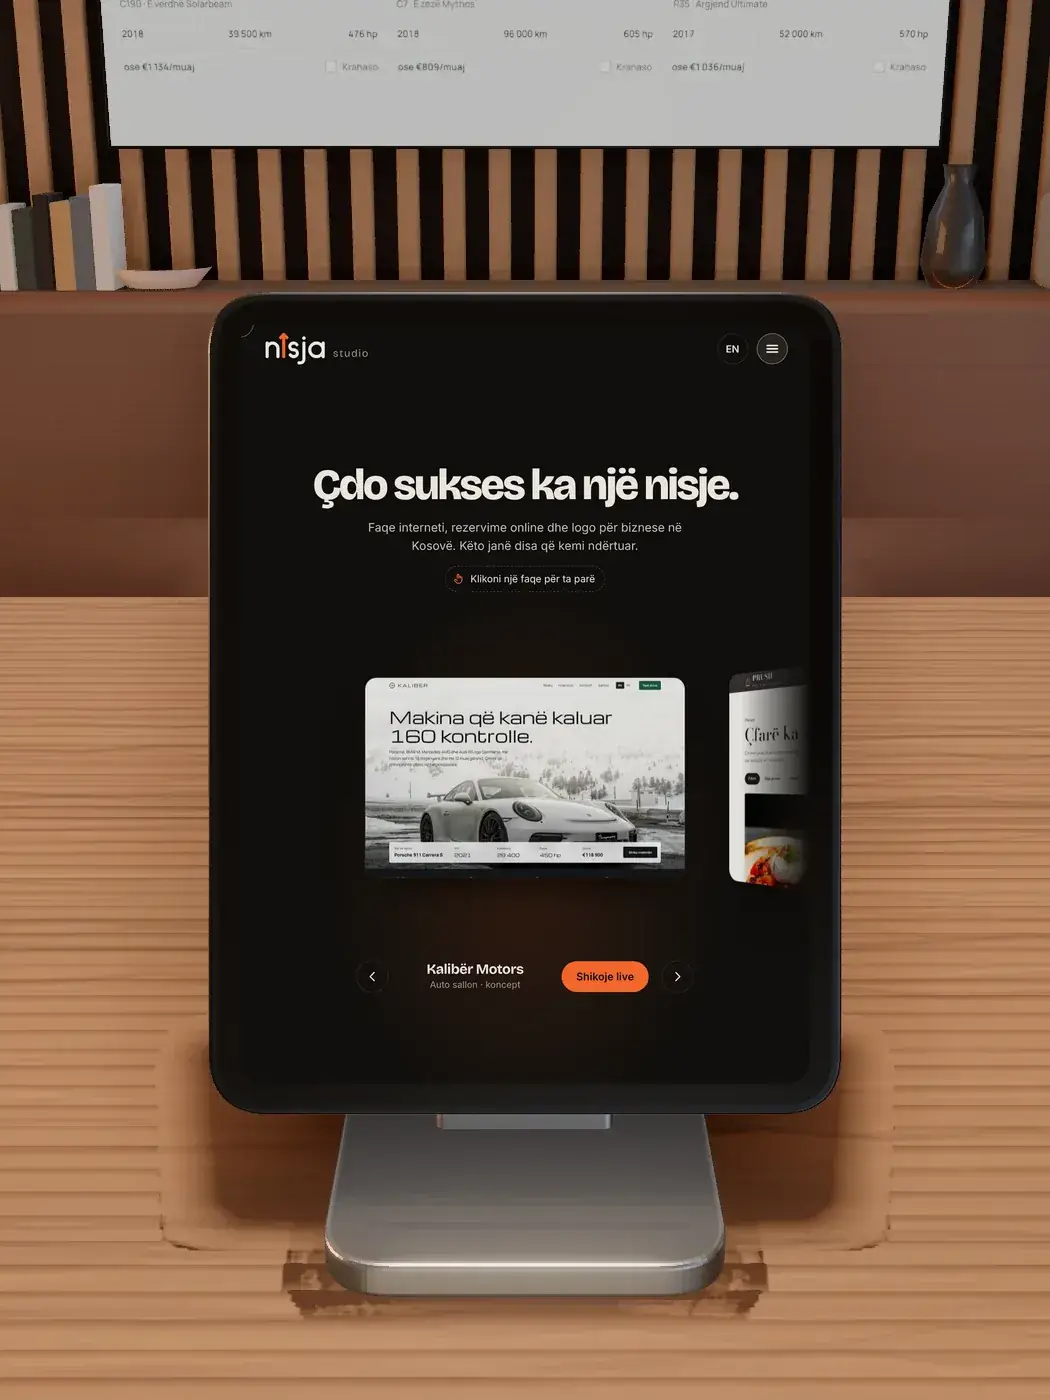 C190 · E verdhë Solarbeam
C7 · E zezë Mythos
R35 · Argjend Ultimate
2018 39 500 km 476 hp
2018 96 000 km 605 hp
2017 52 000 km 570 hp
ose €1 134/muaj Krahaso
ose €809/muaj Krahaso
ose €1 036/muaj Krahaso
nisja studio
EN
Çdo sukses ka një nisje.
Faqe interneti, rezervime online dhe logo për biznese në
Kosovë. Këto janë disa që kemi ndërtuar.
Klikoni një faqe për ta parë
KALIBER
Makina që kanë kaluar
160 kontrolle.
Porsche 911 Carrera S 2021 29 400 450 hp €118 900
PRUSH
Çfarë ka
Kalibër Motors
Auto sallon · koncept
Shikoje live